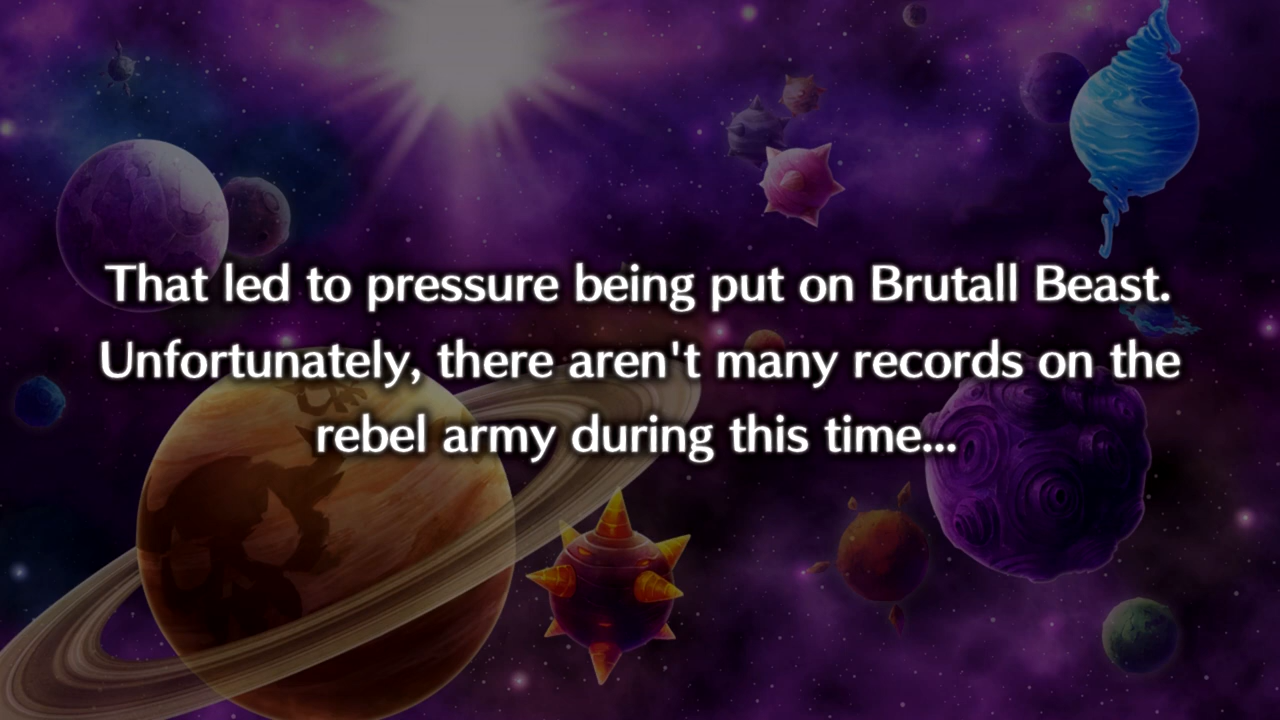 That led to pressure being put on Brutall Beast.
Unfortunately, there aren't many records on the
rebel army during this time...